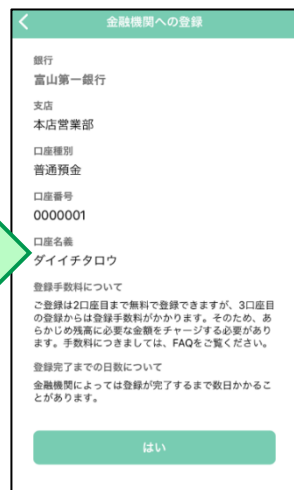 金融機関への登録
銀行
富山第一銀行
支店
本店営業部
口座種別
普通預金
口座番号
0000001
口座名義
ダイイチタロウ
登録手数料について
ご登録は2口座目まで無料で登録できますが、3口座目
の登録からは登録手数料がかかります。そのため、あ
らかじめ残高に必要な金額をチャージする必要があり
ます。手数料につきましては、FAQをご覧ください。
登録完了までの日数について
金融機関によっては登録が完了するまで数日かかるこ
とがあります。
はい